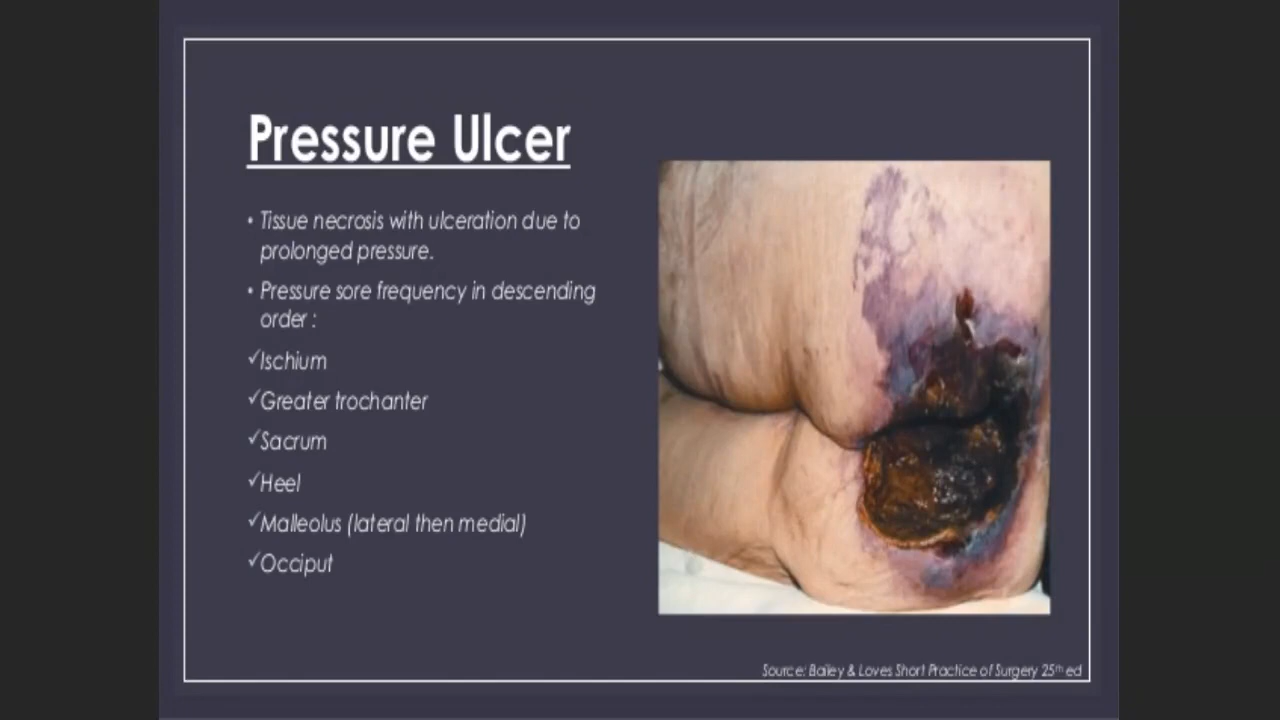 Pressure Ulcer
• Tissue necrosis with ulceration due to
prolonged pressure.
• Pressure sore frequency in descending
order :
✓Ischium
✓Greater trochanter
✓Sacrum
✓Heel
✓Malleolus (lateral then medial)
✓Occiput
Source: Bailey & Loves Short Practice of Surgery 25th ed